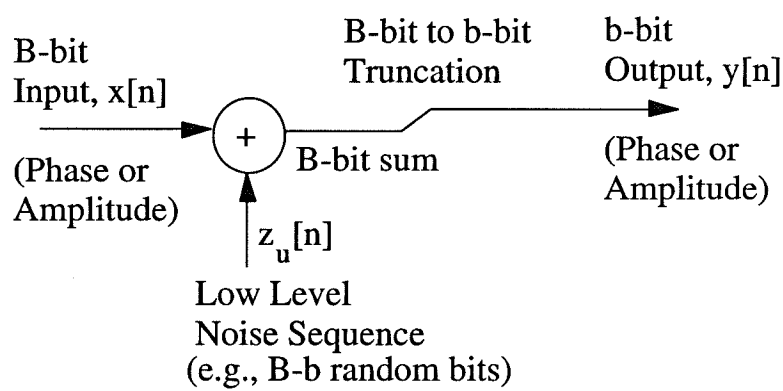 B-bit
Input, x[n]
(Phase or
Amplitude)
+
B-bit sum
B-bit to b-bit
Truncation
b-bit
Output, y[n]
(Phase or
Amplitude)
z_u[n]
Low Level
Noise Sequence
(e.g., B-b random bits)